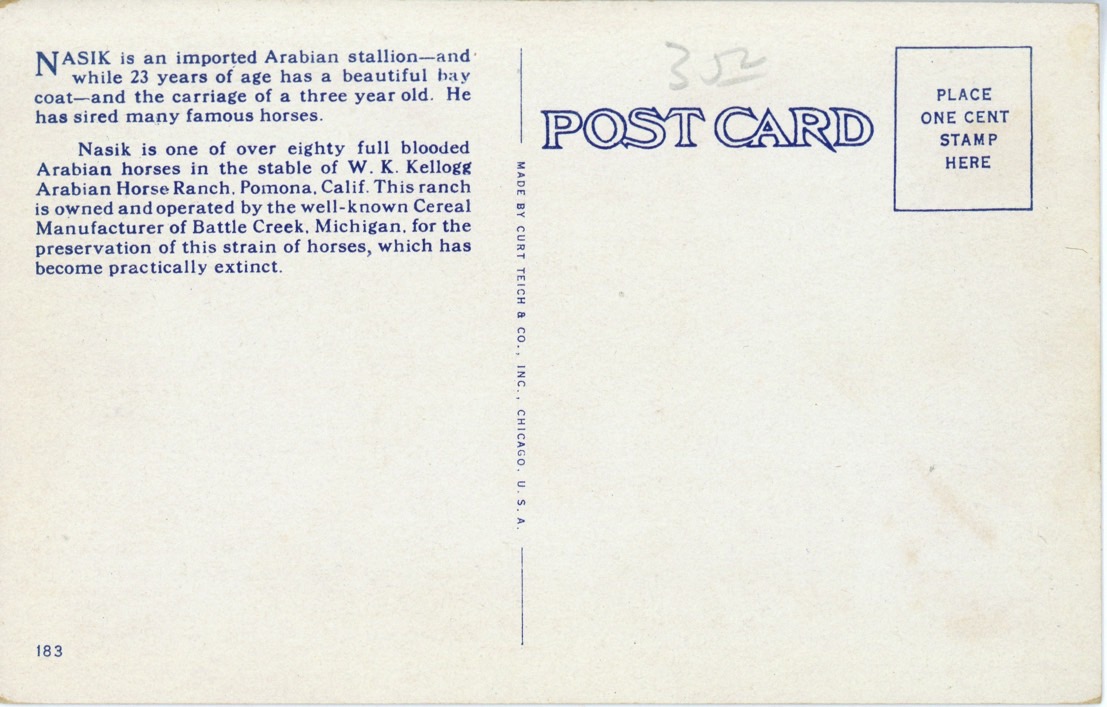 NASIK is an imported Arabian stallion—and
while 23 years of age has a beautiful bay
coat—and the carriage of a three year old. He
has sired many famous horses.
Nasik is one of over eighty full blooded
Arabian horses in the stable of W. K. Kellogg
Arabian Horse Ranch, Pomona, Calif. This ranch
is owned and operated by the well-known Cereal
Manufacturer of Battle Creek, Michigan, for the
preservation of this strain of horses, which has
become practically extinct.
183
MADE BY CURT TEICH & CO., INC., CHICAGO, U.S.A.
352
POST CARD
PLACE
ONE CENT
STAMP
HERE